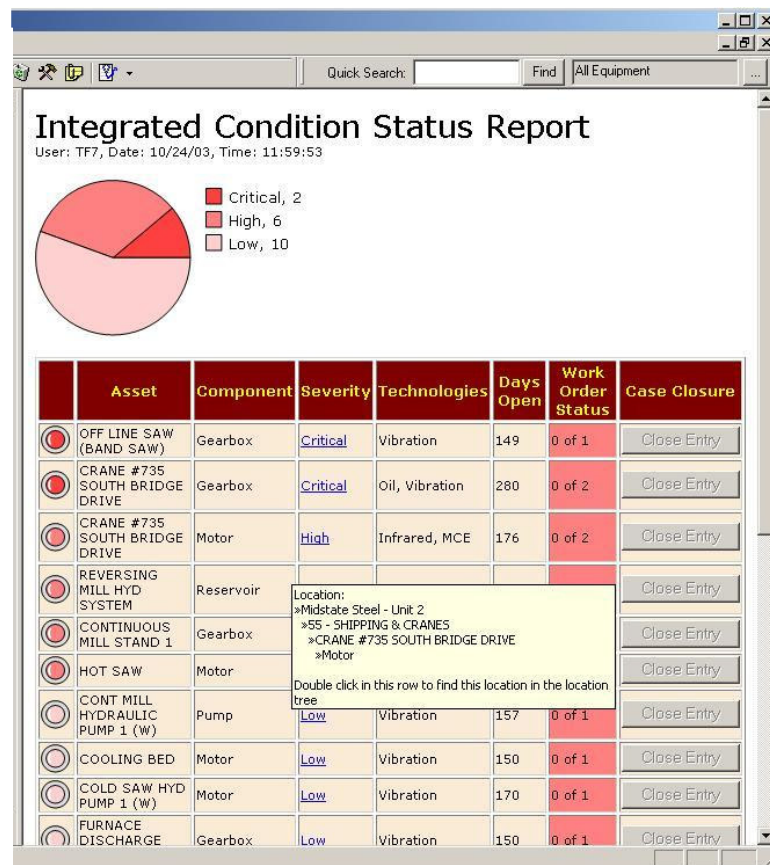 Quick Search: Find All Equipment ...
Integrated Condition Status Report
User: TF7, Date: 10/24/03, Time: 11:59:53
Critical, 2
High, 6
Low, 10
Asset Component Severity Technologies Days Open Work Order Status Case Closure
OFF LINE SAW (BAND SAW) Gearbox Critical Vibration 149 0 of 1 Close Entry
CRANE #735 SOUTH BRIDGE DRIVE Gearbox Critical Oil, Vibration 280 0 of 2 Close Entry
CRANE #735 SOUTH BRIDGE DRIVE Motor High Infrared, MCE 176 0 of 2 Close Entry
REVERSING MILL HYD SYSTEM Reservoir Close Entry
CONTINUOUS MILL STAND 1 Gearbox Close Entry
HOT SAW Motor Close Entry
Location:
»Midstate Steel - Unit 2
»55 - SHIPPING & CRANES
»CRANE #735 SOUTH BRIDGE DRIVE
»Motor
Double click in this row to find this location in the location
tree
CONT MILL HYDRAULIC PUMP 1 (W) Pump Low Vibration 157 0 of 1 Close Entry
COOLING BED Motor Low Vibration 150 0 of 1 Close Entry
COLD SAW HYD PUMP 1 (W) Motor Low Vibration 170 0 of 1 Close Entry
FURNACE DISCHARGE Gearbox Low Vibration 150 0 of 1 Close Entry